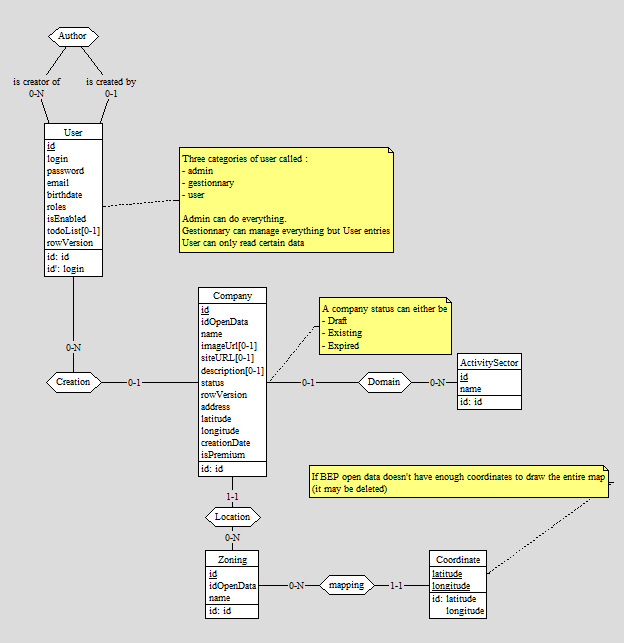 Author
is creator of
0-N
is created by
0-1
User
id
login
password
email
birthdate
roles
isEnabled
todoList[0-1]
rowVersion
id: id
id': login
Three categories of user called :
- admin
- gestionnary
- user
Admin can do everything.
Gestionnary can manage everything but User entries
User can only read certain data
0-N
Creation
0-1
Company
id
idOpenData
name
imageUrl[0-1]
siteURL[0-1]
description[0-1]
status
rowVersion
address
latitude
longitude
creationDate
isPremium
id: id
A company status can either be
- Draft
- Existing
- Expired
0-1
Domain
0-N
ActivitySector
id
name
id: id
1-1
Location
0-N
If BEP open data doesn't have enough coordinates to draw the entire map
(it may be deleted)
Zoning
id
idOpenData
name
id: id
0-N
mapping
1-1
Coordinate
latitude
longitude
id: latitude
longitude